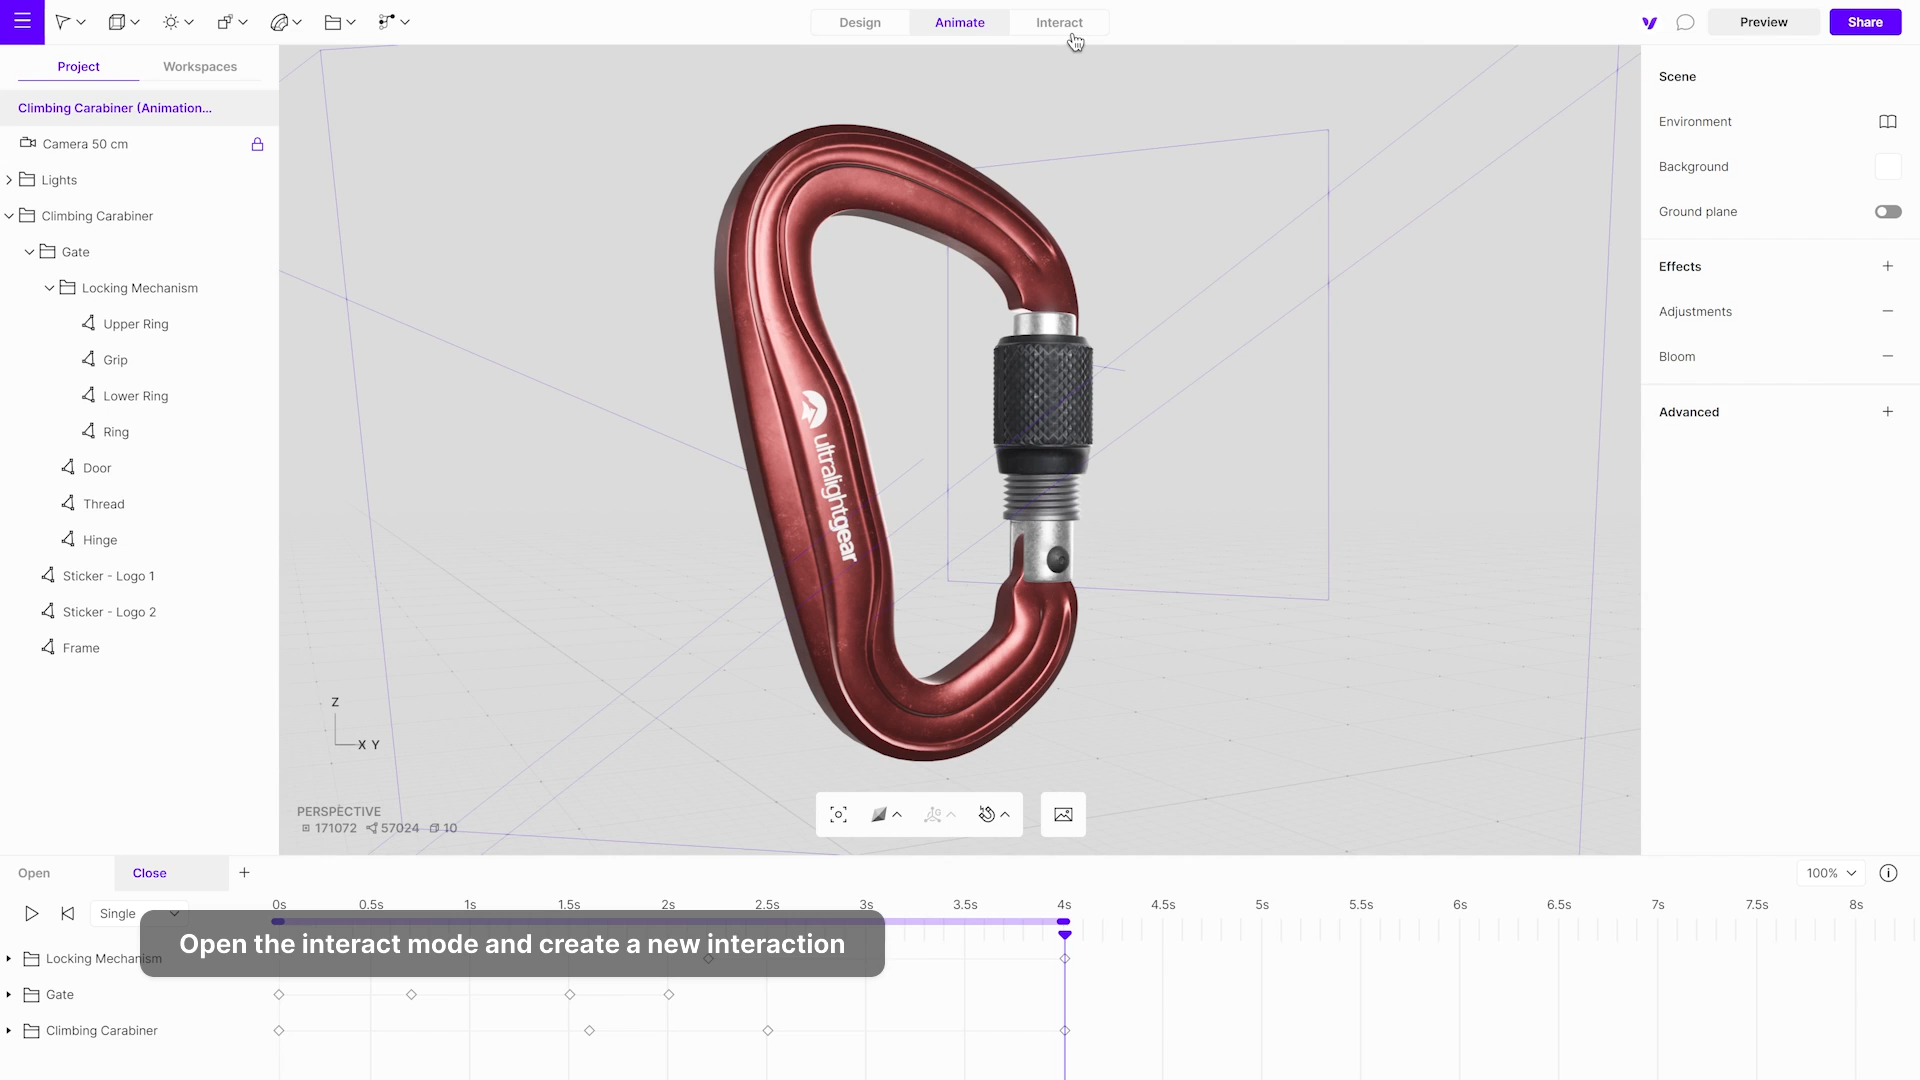 Design
Animate
Interact
Preview
Share
Project
Workspaces
Climbing Carabiner (Animation...
Camera 50 cm
Lights
Climbing Carabiner
Gate
Locking Mechanism
Upper Ring
Grip
Lower Ring
Ring
Door
Thread
Hinge
Sticker - Logo 1
Sticker - Logo 2
Frame
ultralightgear
Z
X Y
PERSPECTIVE
171072 57024 10
Scene
Environment
Background
Ground plane
Effects
Adjustments
Bloom
Advanced
Open
Close
100%
Single
0s 0.5s 1s 1.5s 2s 2.5s 3s 3.5s 4s 4.5s 5s 5.5s 6s 6.5s 7s 7.5s 8s
Open the interact mode and create a new interaction
Locking Mechanism
Gate
Climbing Carabiner